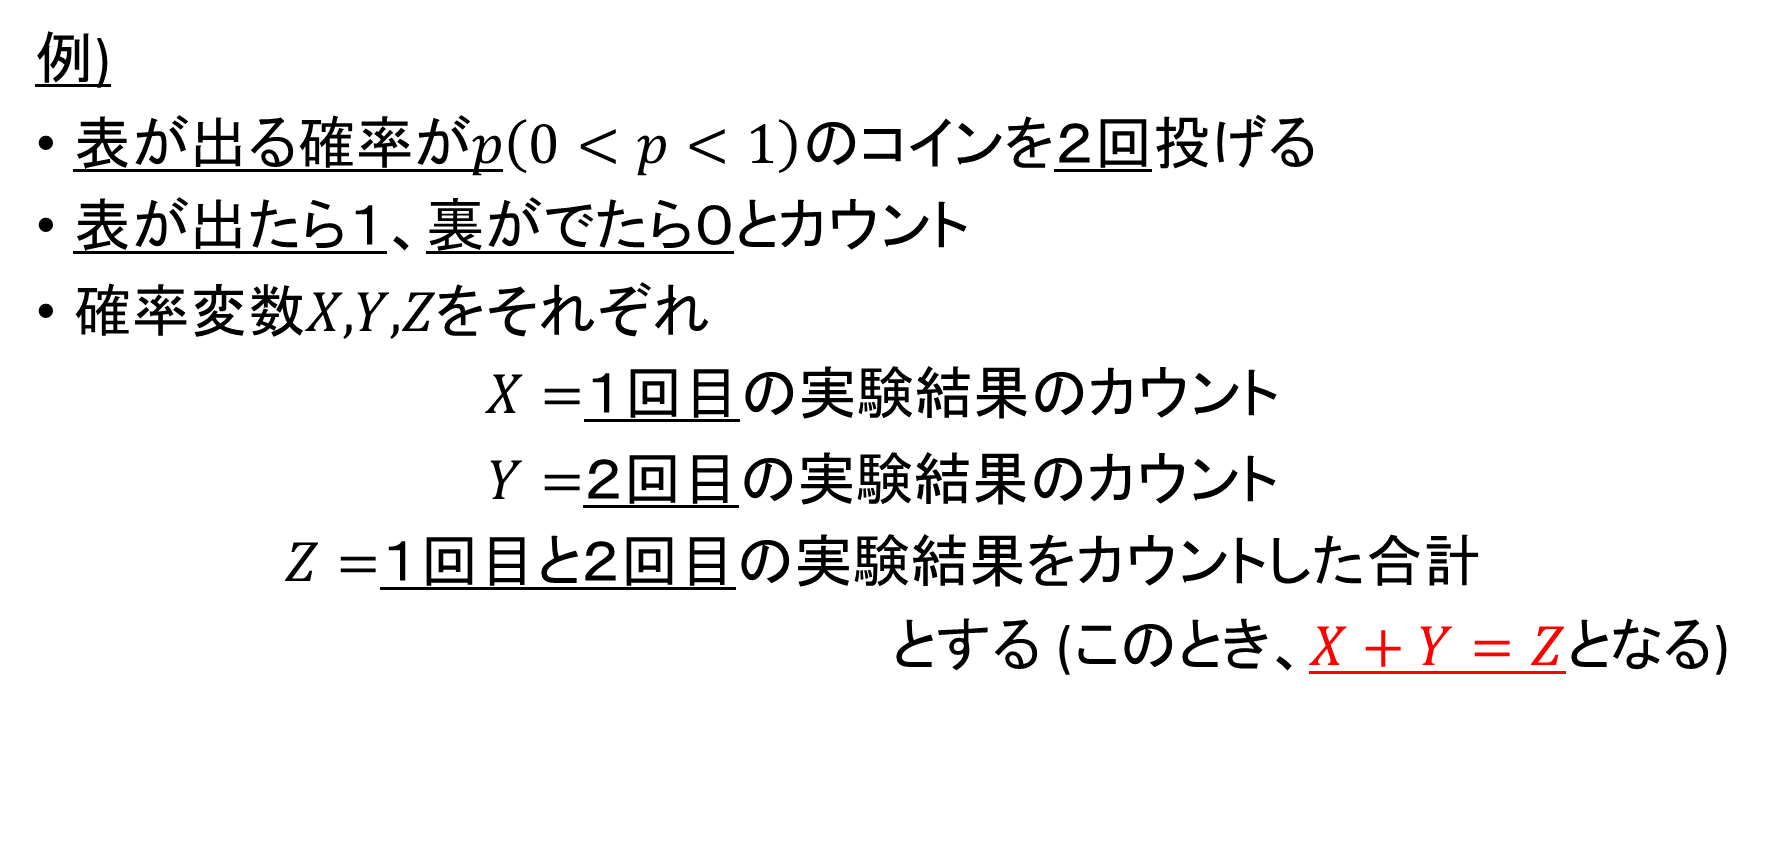 例)
• 表が出る確率がp(0 < p < 1)のコインを２回投げる
• 表が出たら１、裏がでたら０とカウント
• 確率変数X,Y,Zをそれぞれ
X =１回目の実験結果のカウント
Y =２回目の実験結果のカウント
Z =１回目と２回目の実験結果をカウントした合計
とする (このとき、X + Y = Zとなる)